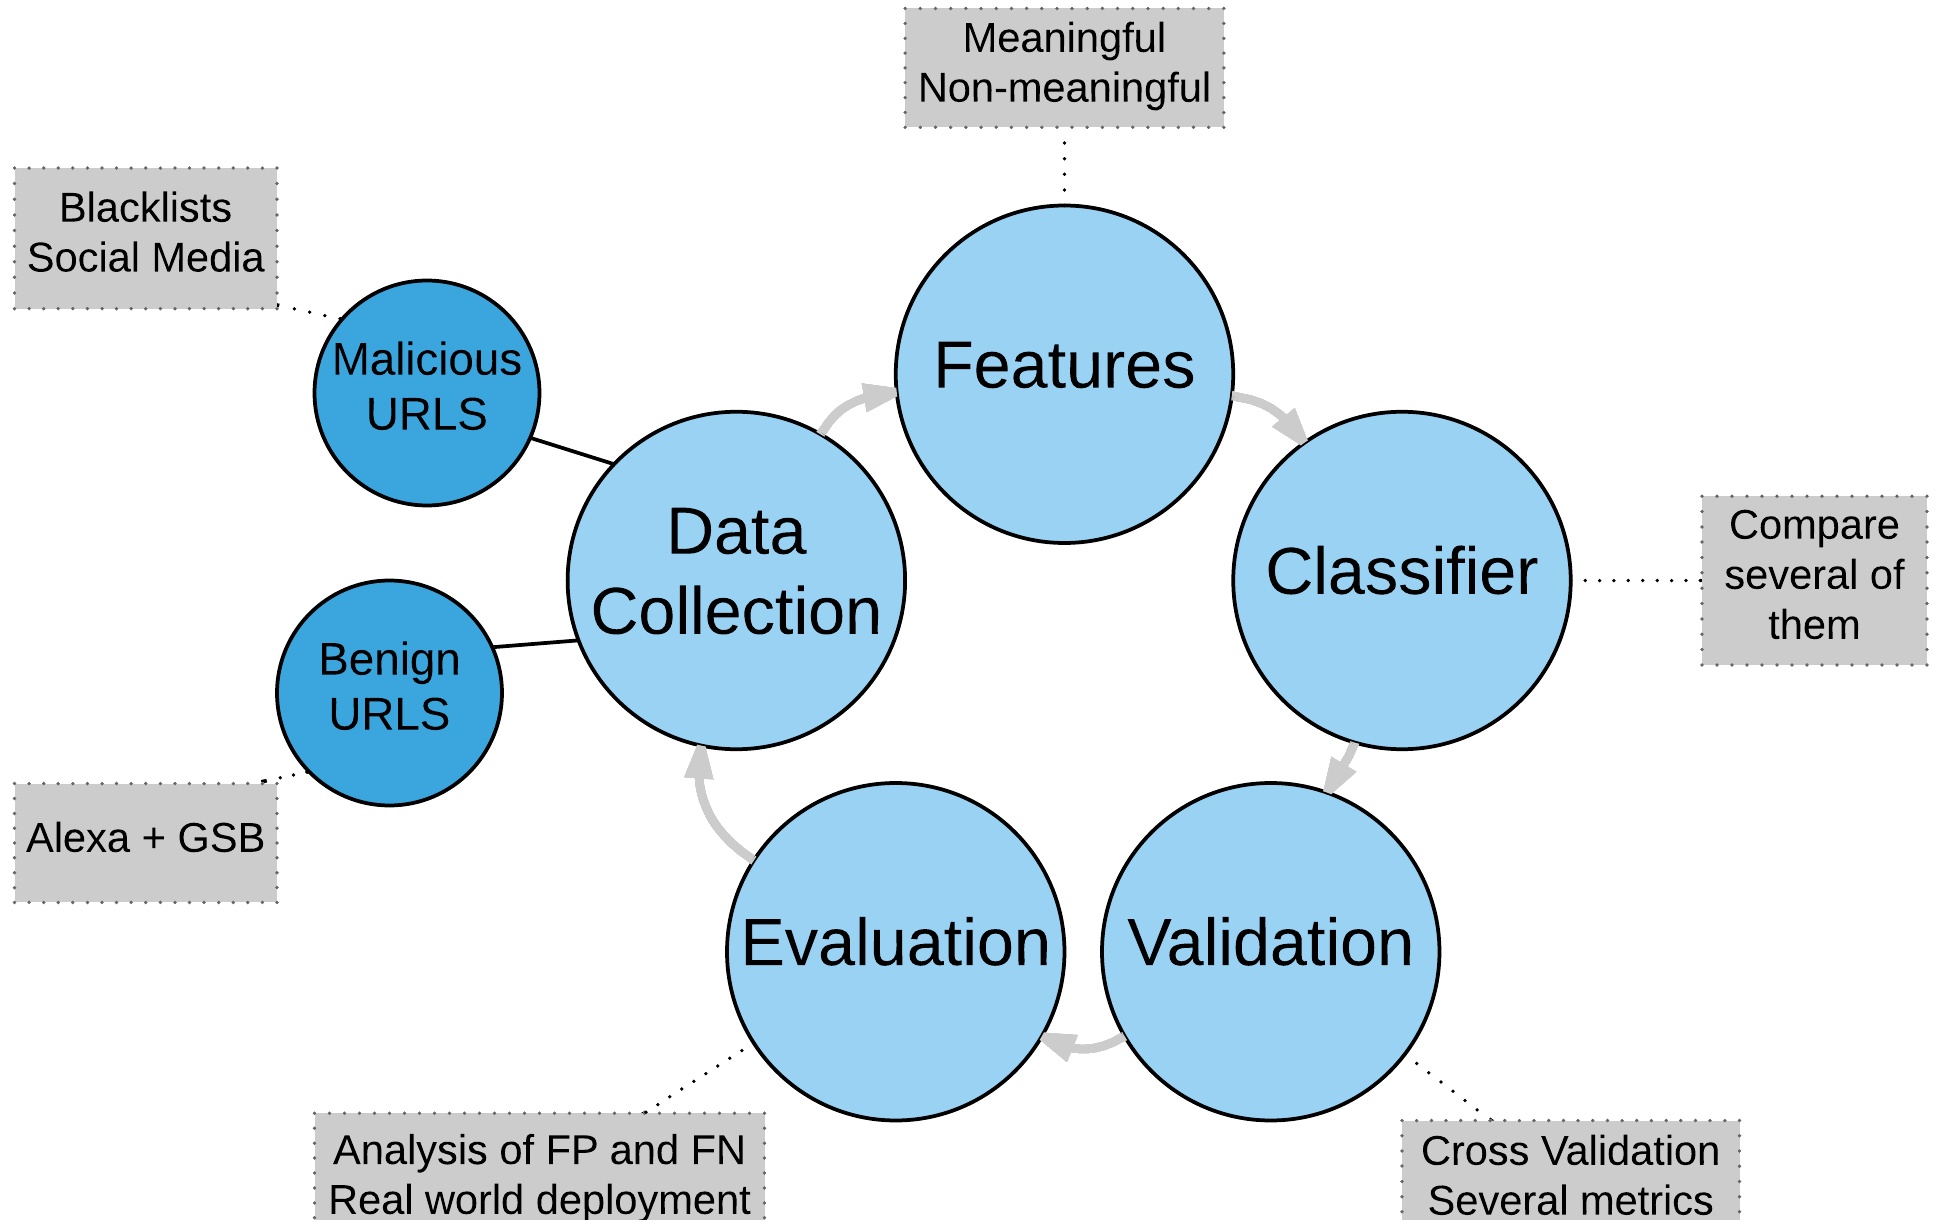 Meaningful
Non-meaningful
Blacklists
Social Media
Malicious
URLS
Features
Data
Collection
Classifier
Compare
several of
them
Benign
URLS
Alexa + GSB
Evaluation
Validation
Analysis of FP and FN
Real world deployment
Cross Validation
Several metrics